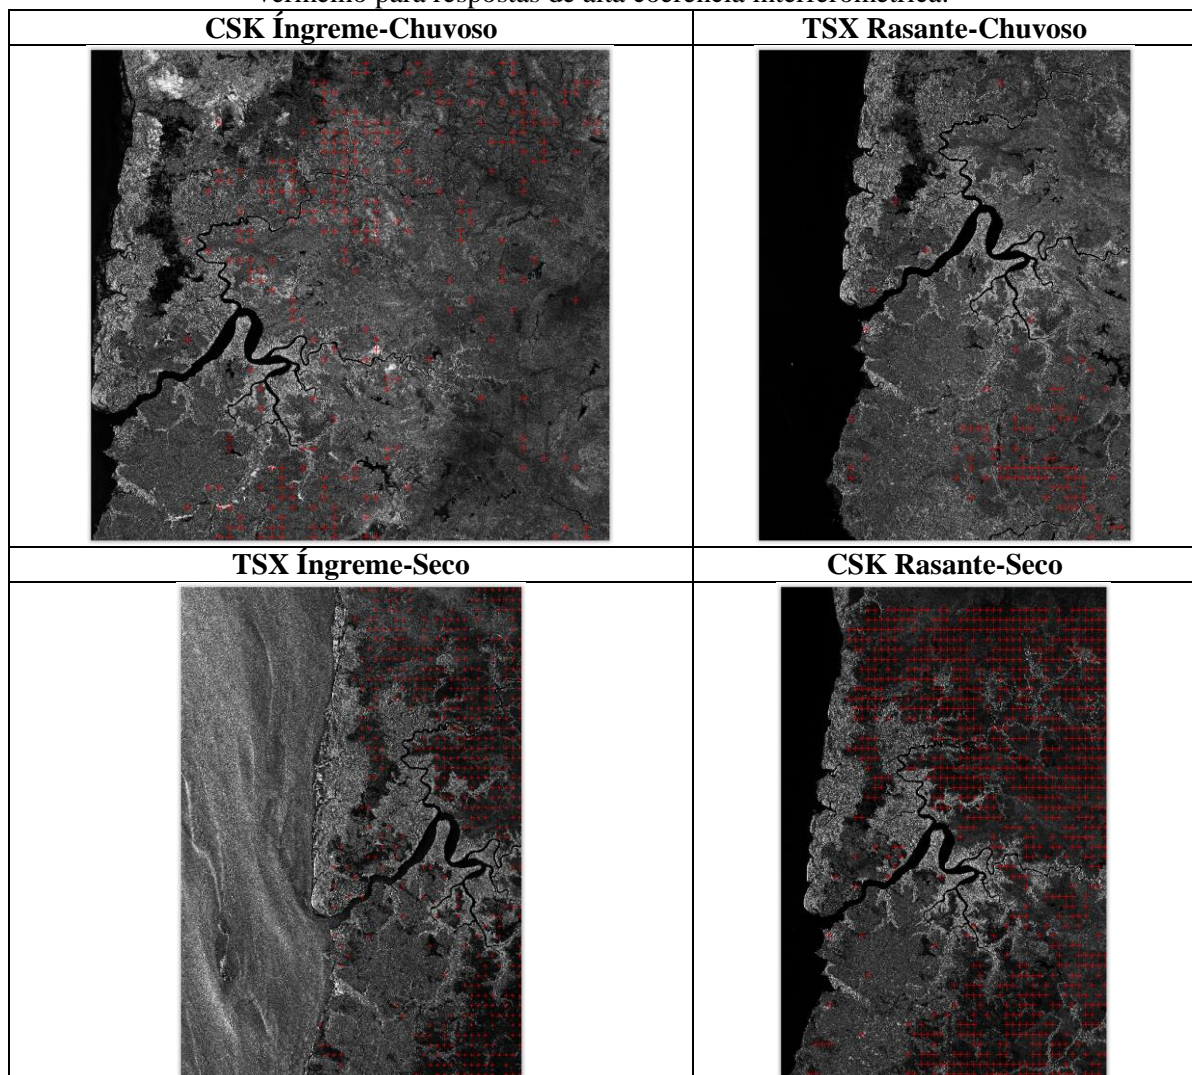 vermelho para respostas de alta coerência interferométrica.
CSK Íngreme-Chuvoso
TSX Rasante-Chuvoso
TSX Íngreme-Seco
CSK Rasante-Seco